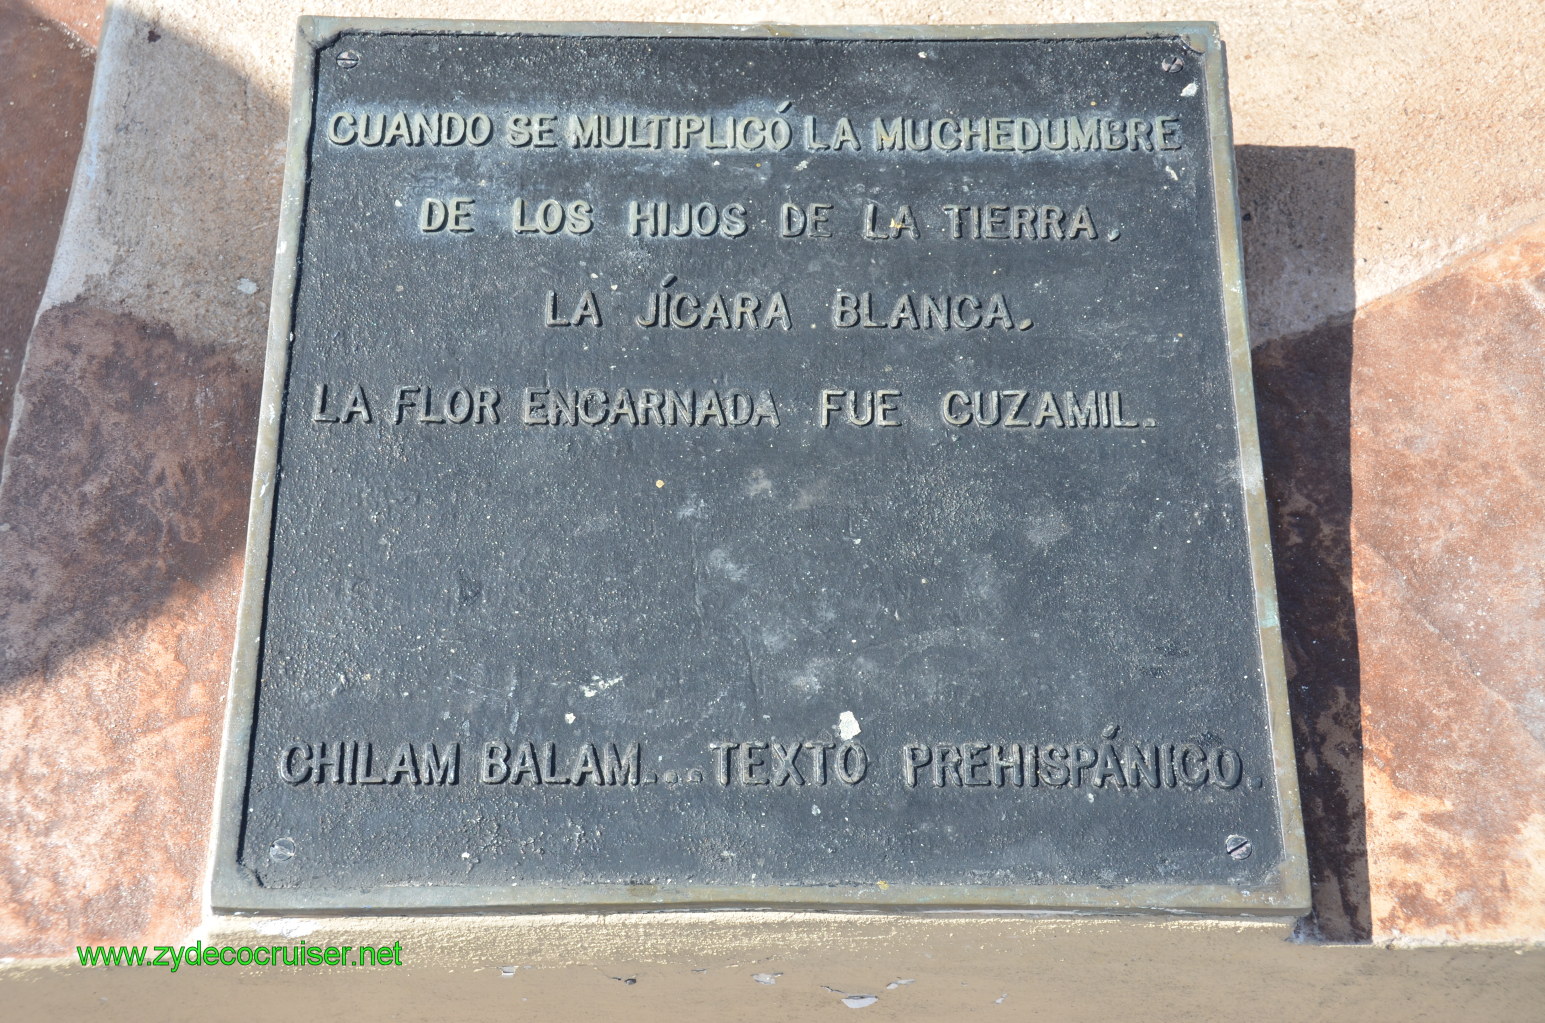 CUANDO SE MULTIPLICÓ LA MUCHEDUMBRE
DE LOS HIJOS DE LA TIERRA,
LA JÍCARA BLANCA,
LA FLOR ENCARNADA FUE CUZAMIL.
CHILAM BALAM....TEXTO PREHISPÁNICO.
www.zydecocruiser.net